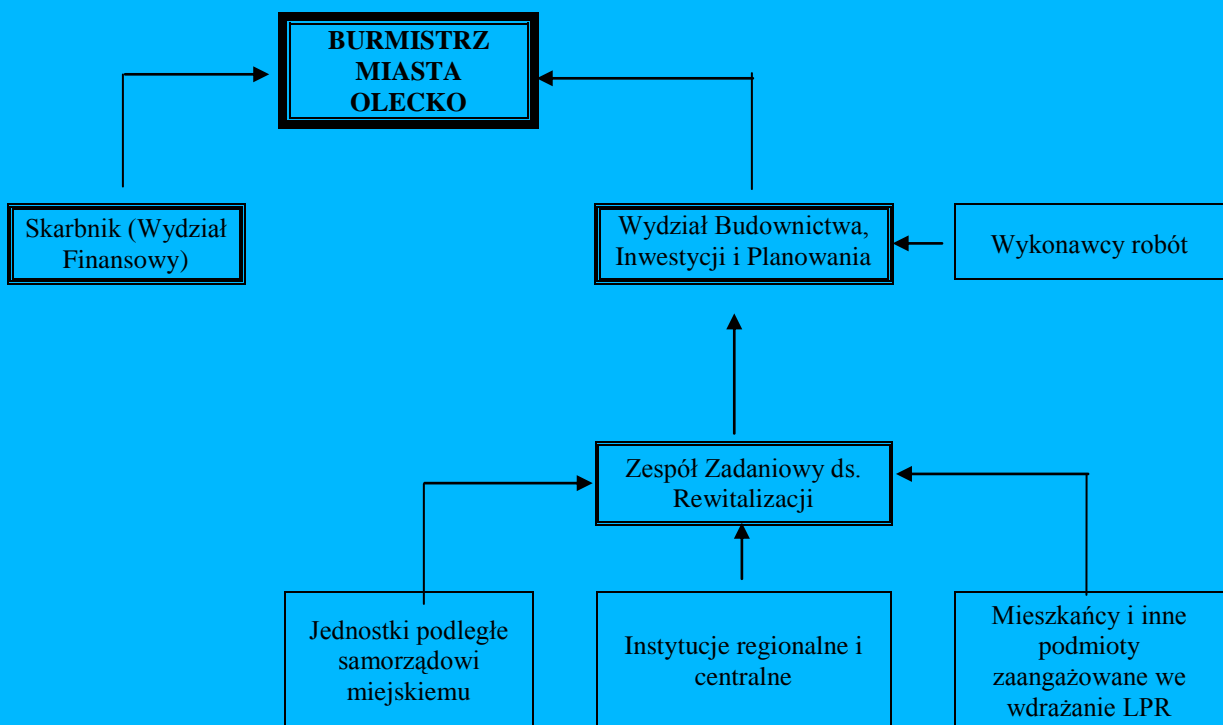 BURMISTRZ
MIASTA
OLECKO
Skarbnik (Wydział
Finansowy)
Wydział Budownictwa,
Inwestycji i Planowania
Wykonawcy robót
Zespół Zadaniowy ds.
Rewitalizacji
Jednostki podległe
samorządowi
miejskiemu
Instytucje regionalne i
centralne
Mieszkańcy i inne
podmioty
zaangażowane we
wdrażanie LPR